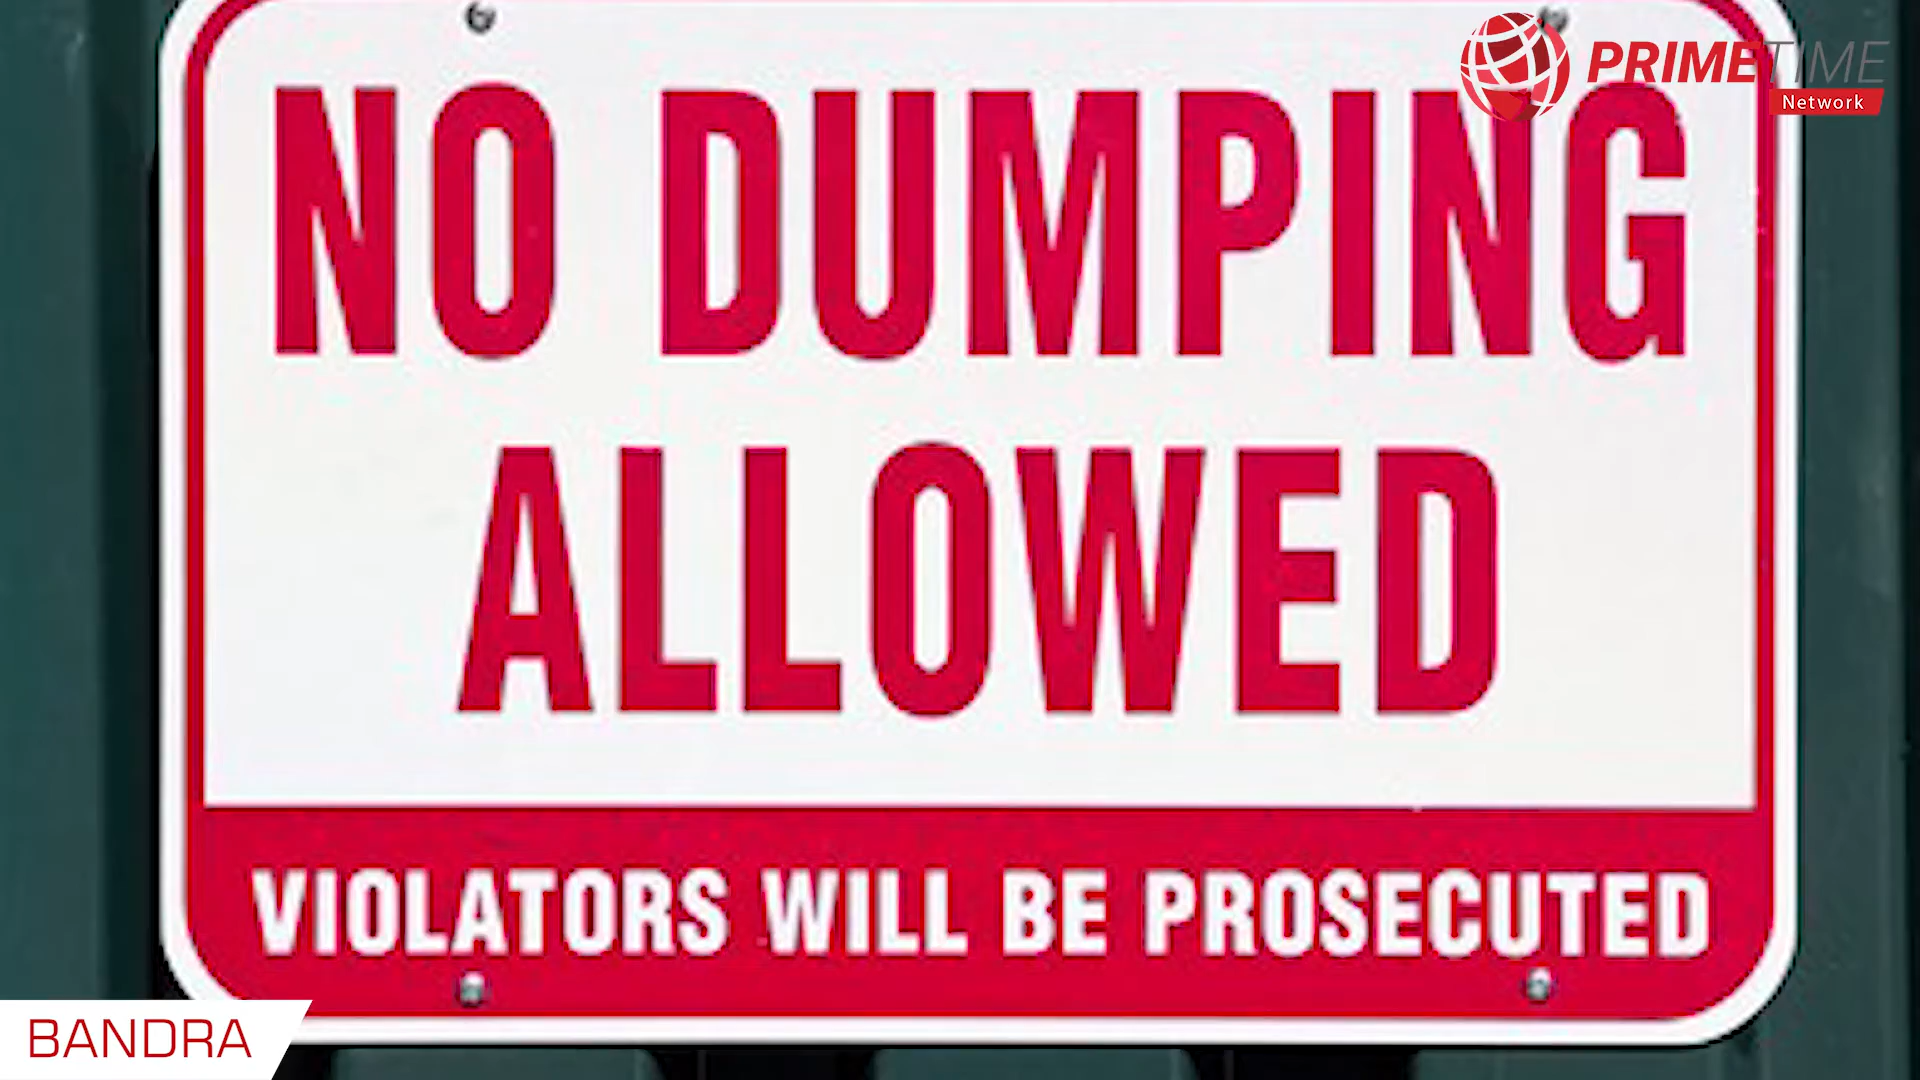 PRIMETIME
Network
NO DUMPING
ALLOWED
VIOLATORS WILL BE PROSECUTED
BANDRA